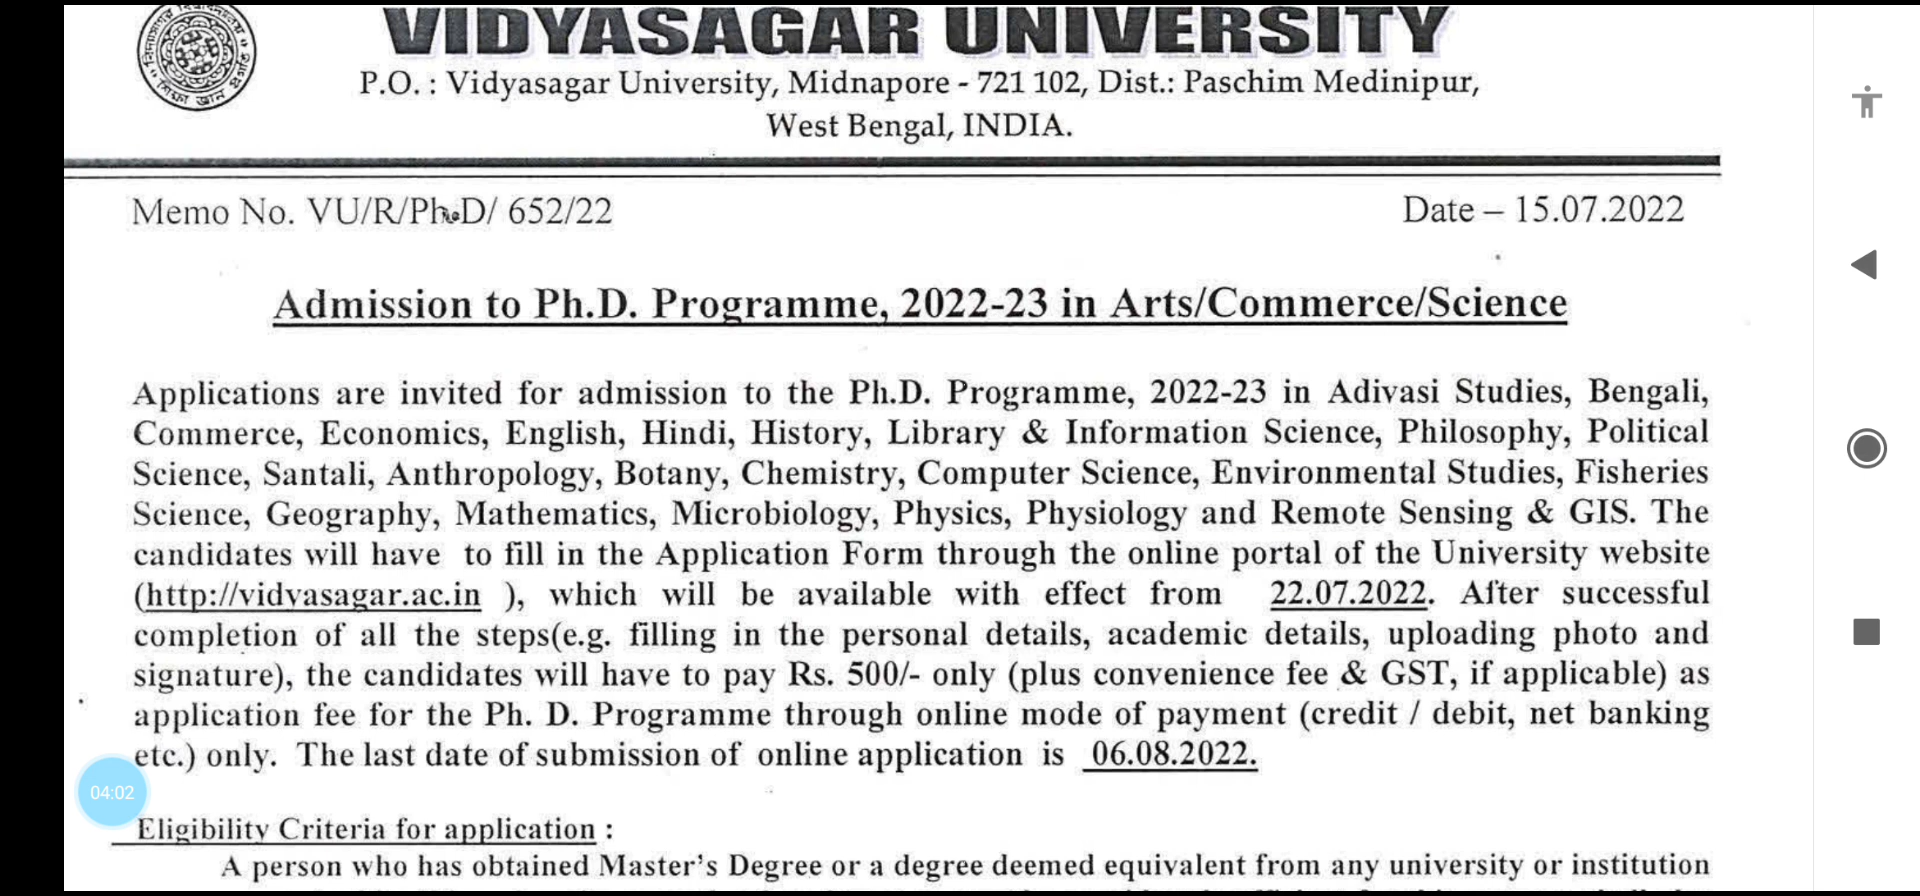 VIDYASAGAR UNIVERSITY
P.O. : Vidyasagar University, Midnapore - 721 102, Dist.: Paschim Medinipur,
West Bengal, INDIA.
Memo No. VU/R/Ph.D/ 652/22
Date – 15.07.2022
Admission to Ph.D. Programme, 2022-23 in Arts/Commerce/Science
Applications are invited for admission to the Ph.D. Programme, 2022-23 in Adivasi Studies, Bengali,
Commerce, Economics, English, Hindi, History, Library & Information Science, Philosophy, Political
Science, Santali, Anthropology, Botany, Chemistry, Computer Science, Environmental Studies, Fisheries
Science, Geography, Mathematics, Microbiology, Physics, Physiology and Remote Sensing & GIS. The
candidates will have to fill in the Application Form through the online portal of the University website
(http://vidyasagar.ac.in ), which will be available with effect from 22.07.2022. After successful
completion of all the steps(e.g. filling in the personal details, academic details, uploading photo and
signature), the candidates will have to pay Rs. 500/- only (plus convenience fee & GST, if applicable) as
application fee for the Ph. D. Programme through online mode of payment (credit / debit, net banking
etc.) only. The last date of submission of online application is 06.08.2022.
04:02
Eligibility Criteria for application :
A person who has obtained Master's Degree or a degree deemed equivalent from any university or institution